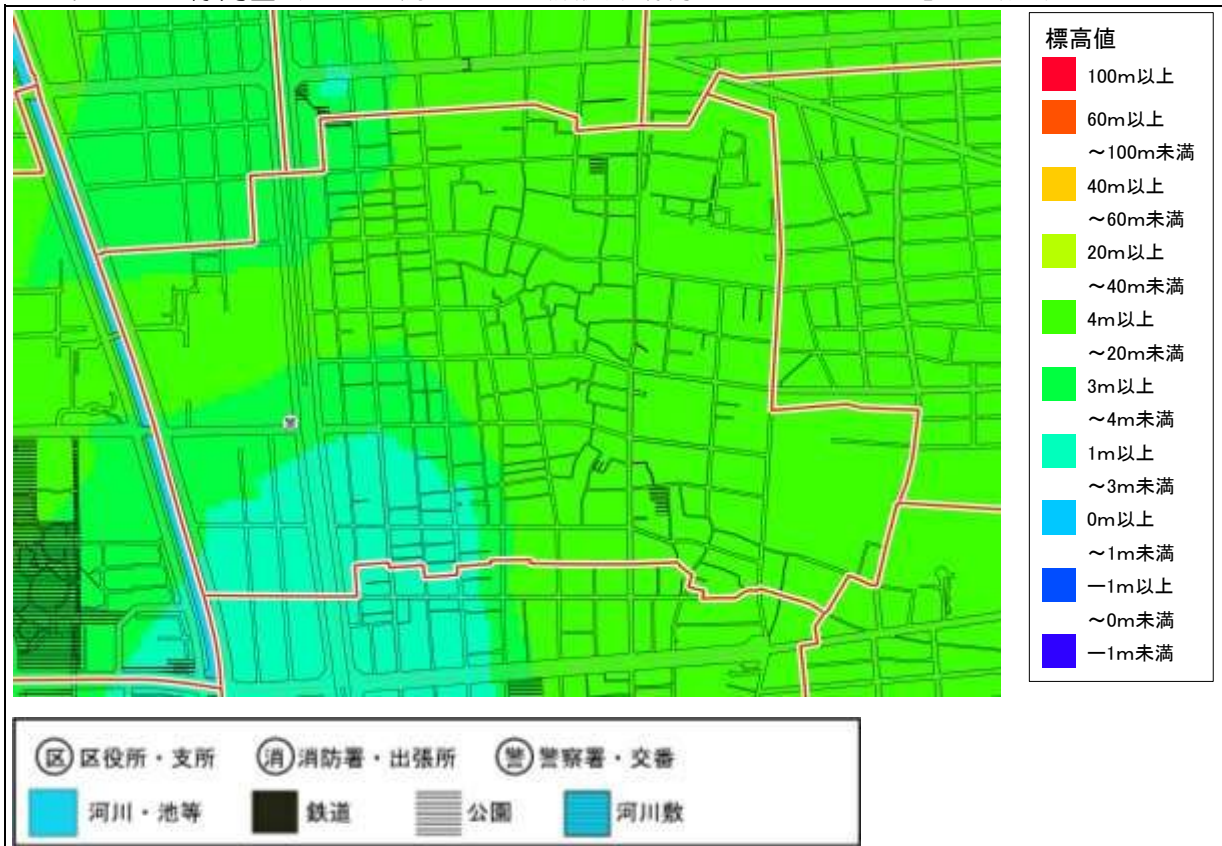 標高値
100m以上
60m以上
～100m未満
40m以上
～60m未満
20m以上
～40m未満
4m以上
～20m未満
3m以上
～4m未満
1m以上
～3m未満
0m以上
～1m未満
－1m以上
～0m未満
－1m未満
区 区役所・支所 消 消防署・出張所 警 警察署・交番
河川・池等 鉄道 公園 河川敷